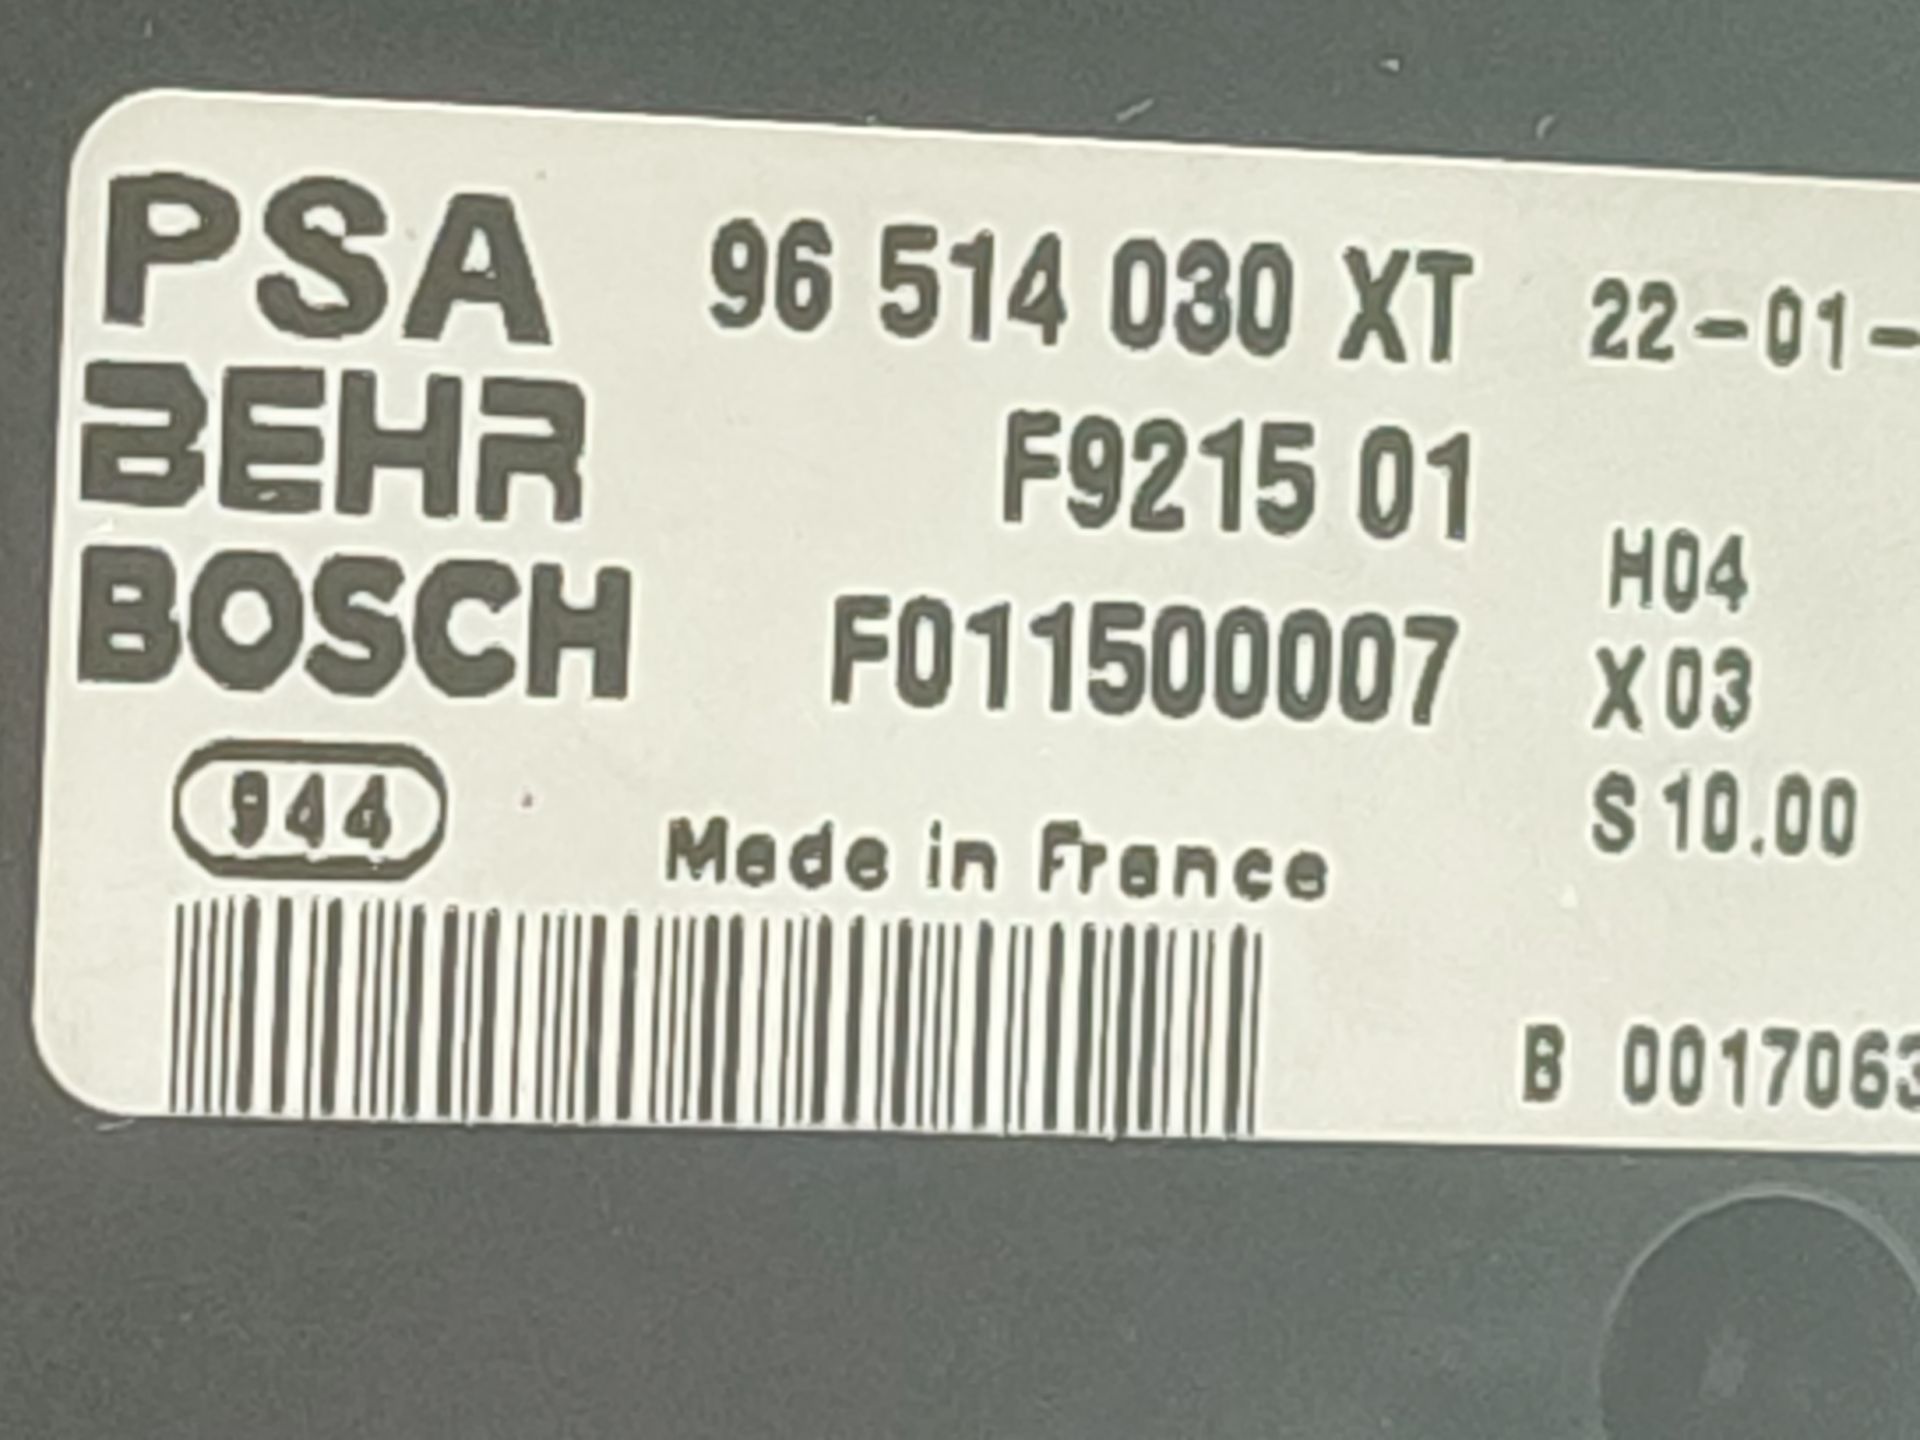 PSA 96 514 030 XT 22-01-
BEHR F9215 01
H04
BOSCH F011500007
X03
944
S 10.00
Made in France
B 0017063